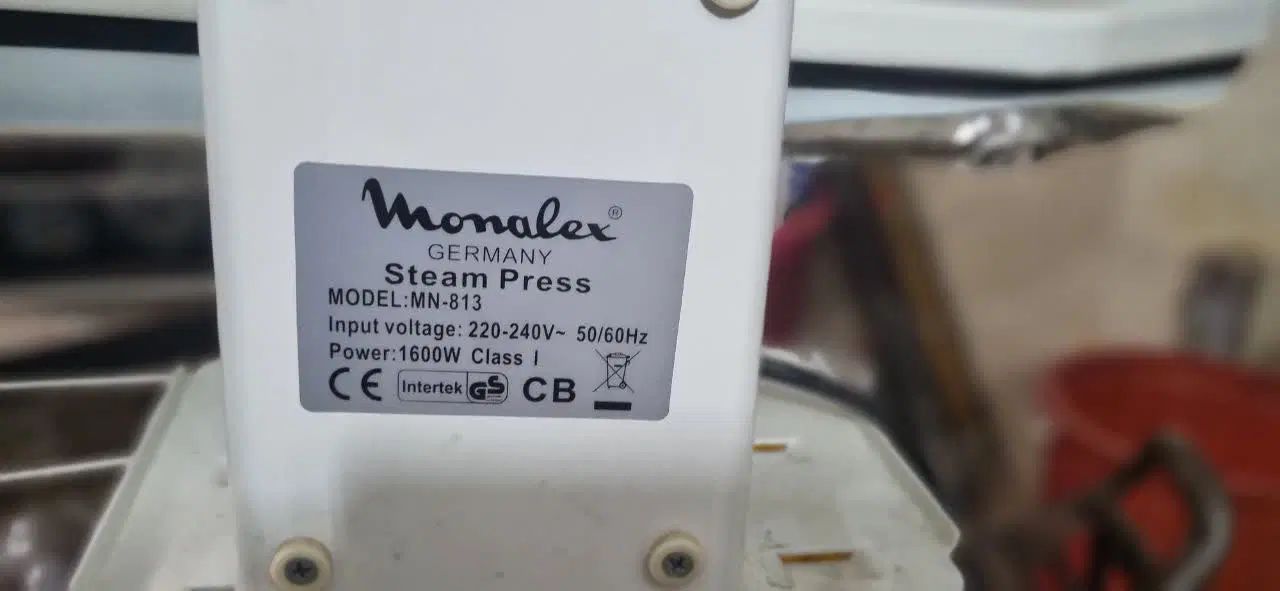 Monalex®
GERMANY
Steam Press
MODEL:MN-813
Input voltage: 220-240V~ 50/60Hz
Power:1600W Class I
CE Intertek GS CB